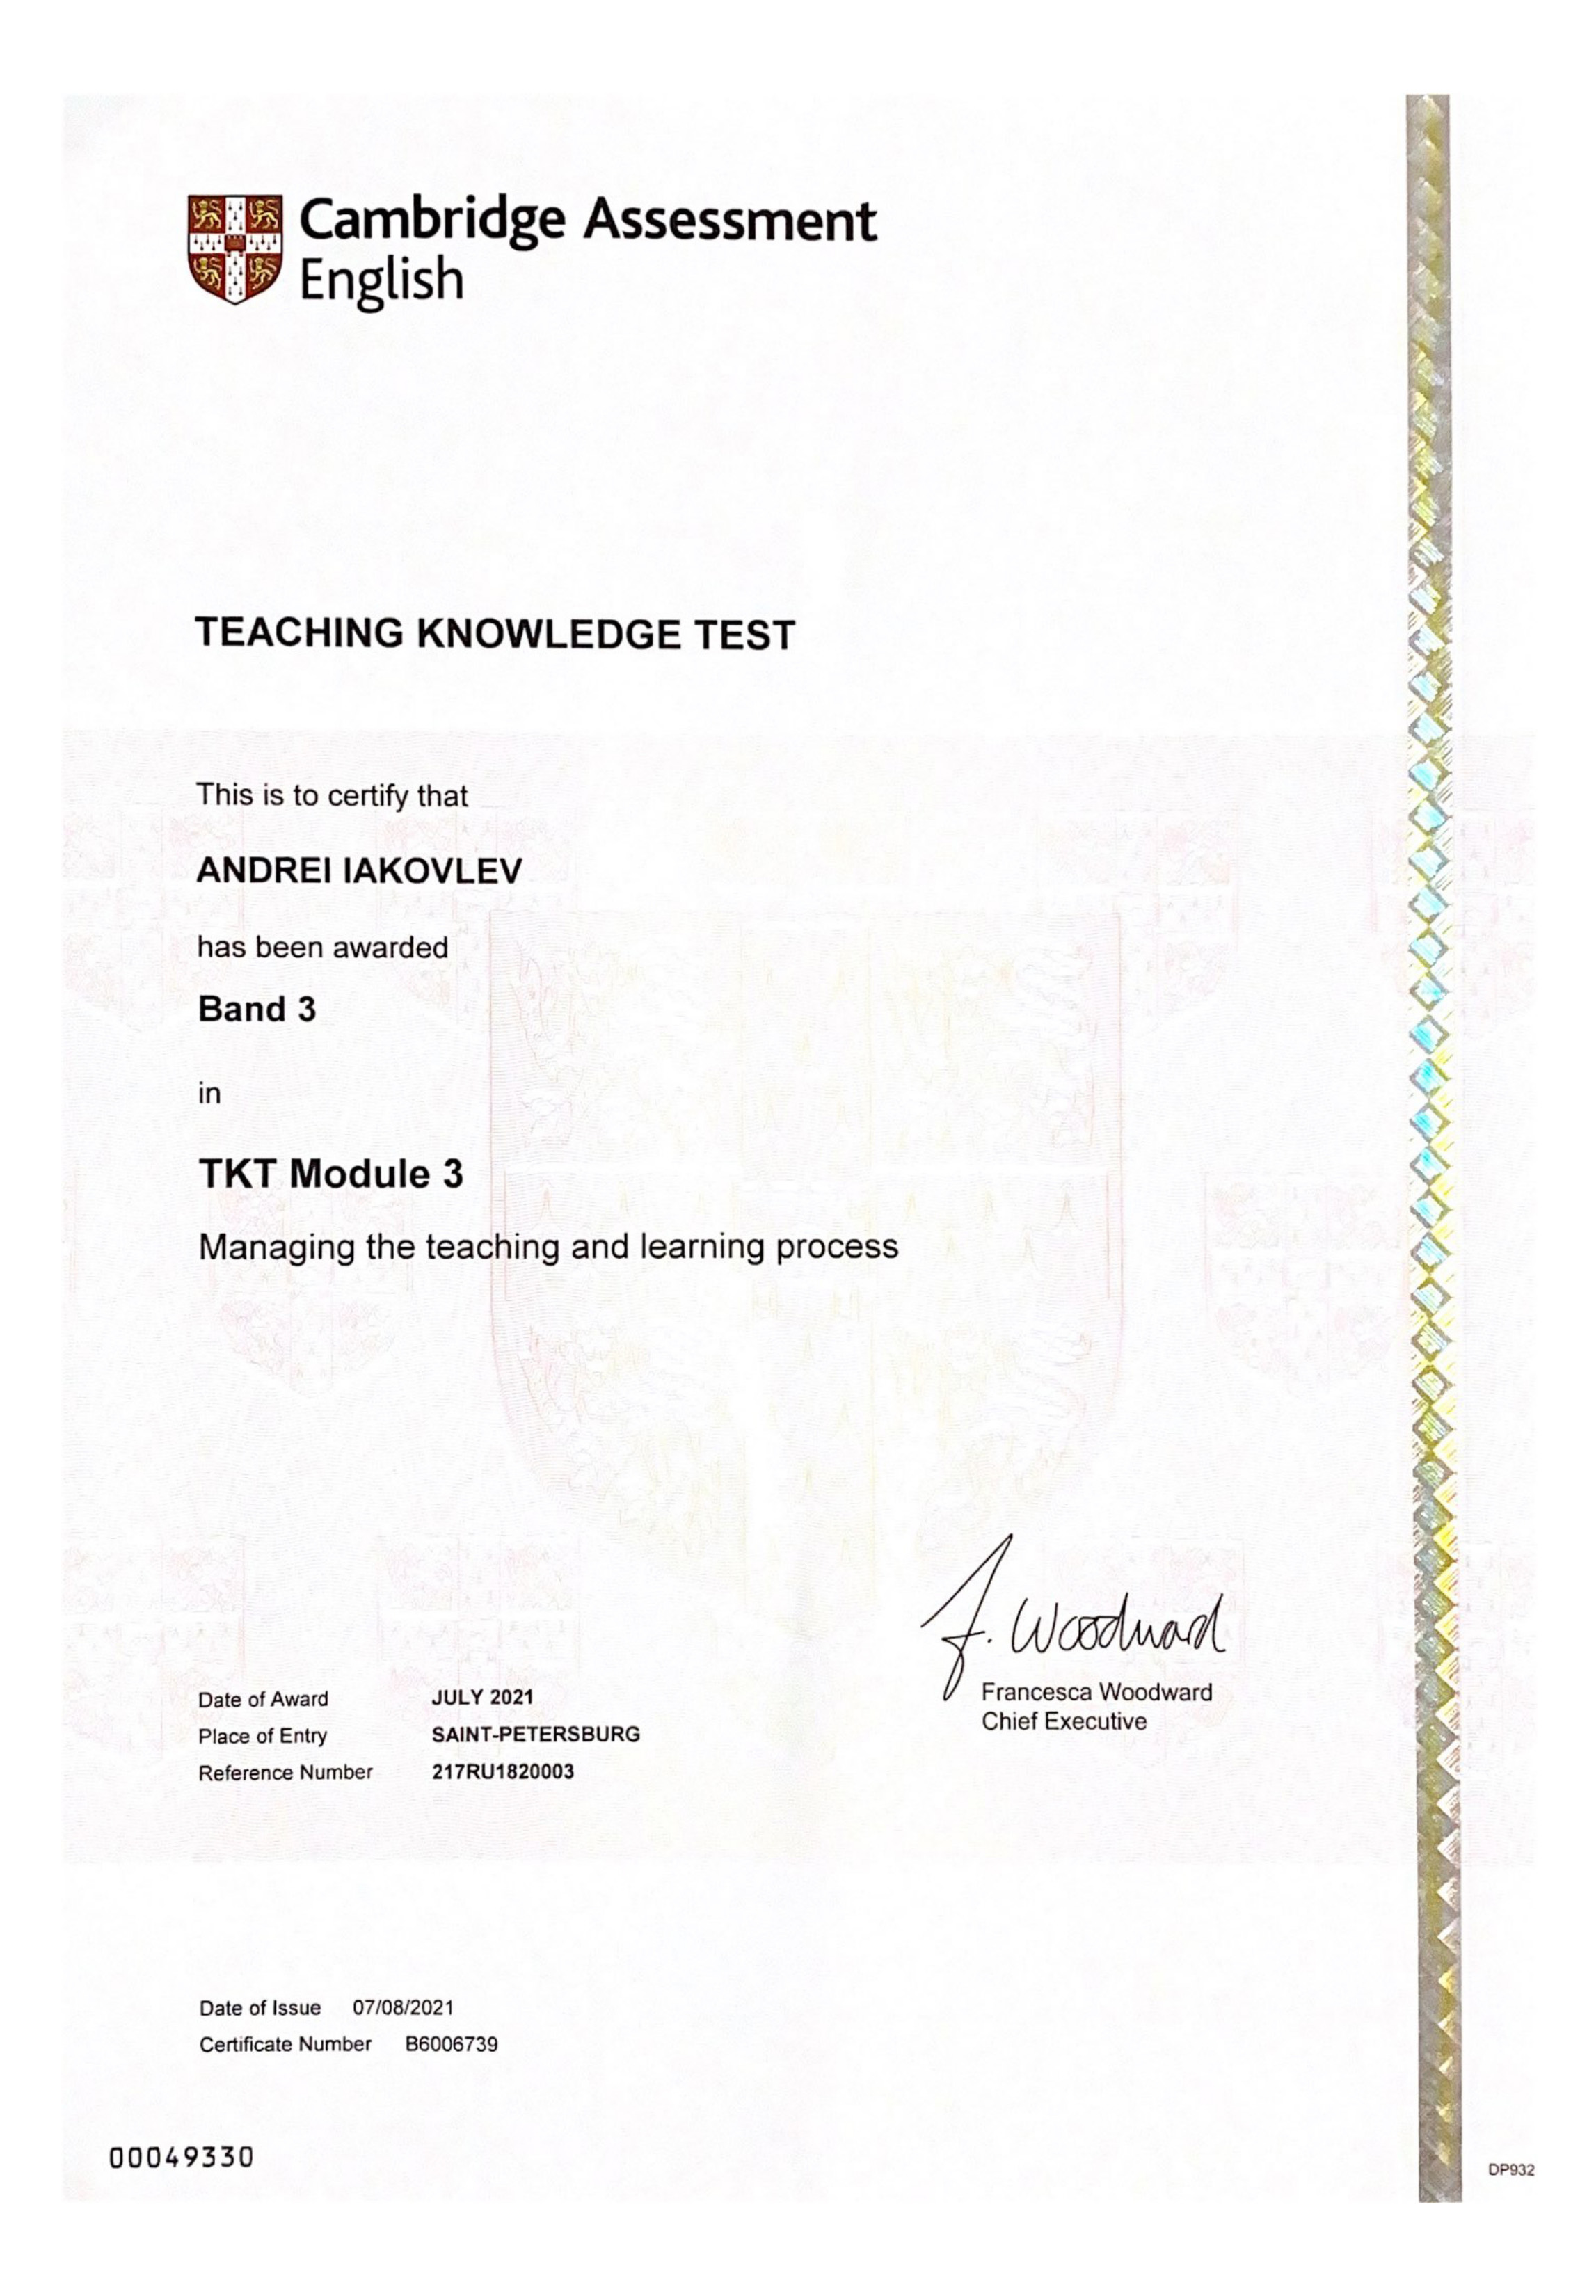 Cambridge Assessment
English
TEACHING KNOWLEDGE TEST
This is to certify that
ANDREI IAKOVLEV
has been awarded
Band 3
in
TKT Module 3
Managing the teaching and learning process
F. Woodward
Francesca Woodward
Chief Executive
Date of Award JULY 2021
Place of Entry SAINT-PETERSBURG
Reference Number 217RU1820003
Date of Issue 07/08/2021
Certificate Number B6006739
00049330
DP932